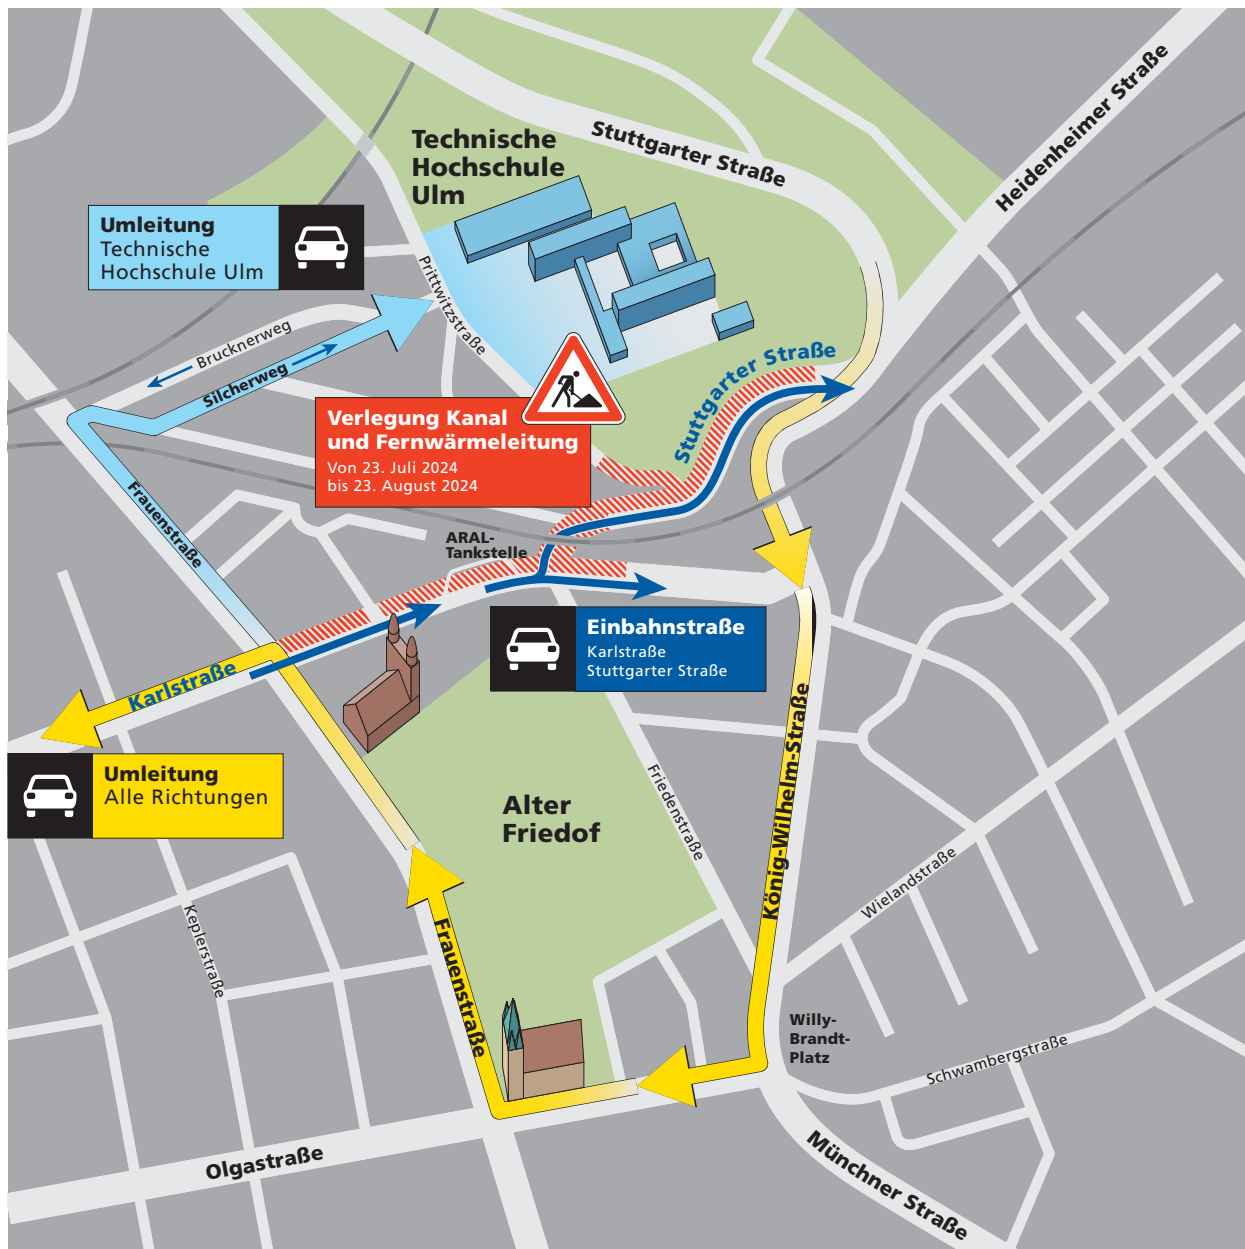 Heidenheimer Straße
Stuttgarter Straße
Technische
Hochschule
Ulm
Umleitung
Technische
Hochschule Ulm
Prittwitzstraße
Brucknerweg
Silcherweg
Stuttgarter Straße
Verlegung Kanal
und Fernwärmeleitung
Von 23. Juli 2024
bis 23. August 2024
Frauenstraße
ARAL-
Tankstelle
Einbahnstraße
Karlstraße
Stuttgarter Straße
Karlstraße
Umleitung
Alle Richtungen
König-Wilhelm-Straße
Friedenstraße
Alter
Friedof
Wielandstraße
Keplerstraße
Frauenstraße
Willy-
Brandt-
Platz
Schwambergstraße
Olgastraße
Münchner Straße